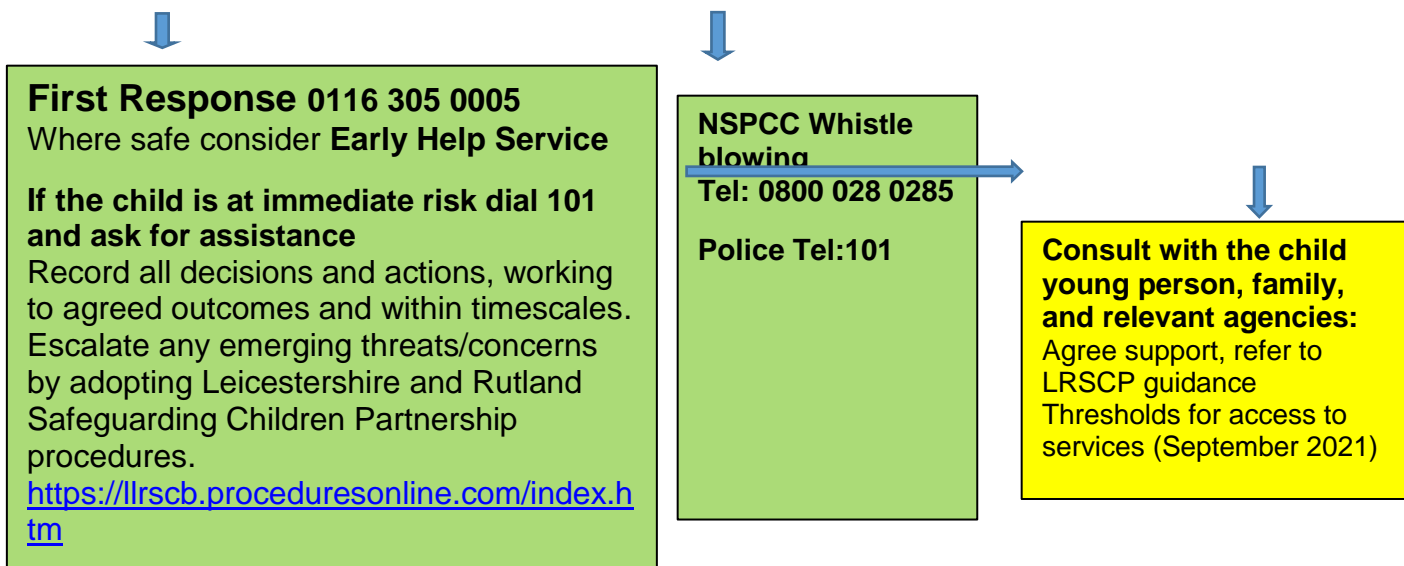 First Response 0116 305 0005
Where safe consider Early Help Service
If the child is at immediate risk dial 101
and ask for assistance
Record all decisions and actions, working
to agreed outcomes and within timescales.
Escalate any emerging threats/concerns
by adopting Leicestershire and Rutland
Safeguarding Children Partnership
procedures.
https://llrscb.proceduresonline.com/index.h
tm
NSPCC Whistle
blowing
Tel: 0800 028 0285
Police Tel:101
Consult with the child
young person, family,
and relevant agencies:
Agree support, refer to
LRSCP guidance
Thresholds for access to
services (September 2021)